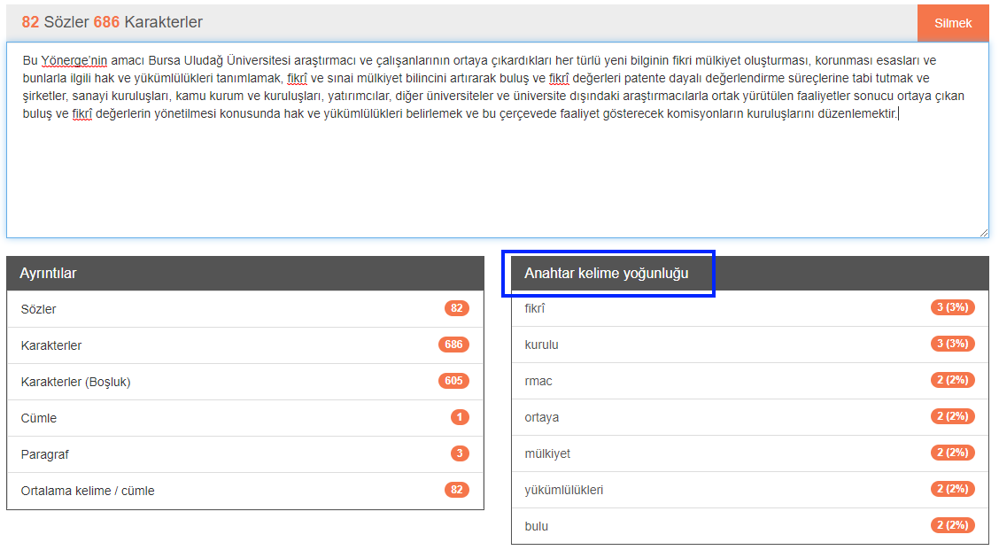 82 Sözler 686 Karakterler
Silmek
Bu Yönerge'nin amacı Bursa Uludağ Üniversitesi araştırmacı ve çalışanlarının ortaya çıkardıkları her türlü yeni bilginin fikri mülkiyet oluşturması, korunması esasları ve
bunlarla ilgili hak ve yükümlülükleri tanımlamak, fikrî ve sınai mülkiyet bilincini artırarak buluş ve fikrî değerleri patente dayalı değerlendirme süreçlerine tabi tutmak ve
şirketler, sanayi kuruluşları, kamu kurum ve kuruluşları, yatırımcılar, diğer üniversiteler ve üniversite dışındaki araştırmacılarla ortak yürütülen faaliyetler sonucu ortaya çıkan
buluş ve fikrî değerlerin yönetilmesi konusunda hak ve yükümlülükleri belirlemek ve bu çerçevede faaliyet gösterecek komisyonların kuruluşlarını düzenlemektir.
Ayrıntılar
Sözler 82
Karakterler 686
Karakterler (Boşluk) 605
Cümle 1
Paragraf 3
Ortalama kelime / cümle 82
Anahtar kelime yoğunluğu
fikrî 3 (3%)
kurulu 3 (3%)
rmac 2 (2%)
ortaya 2 (2%)
mülkiyet 2 (2%)
yükümlülükleri 2 (2%)
bulu 2 (2%)